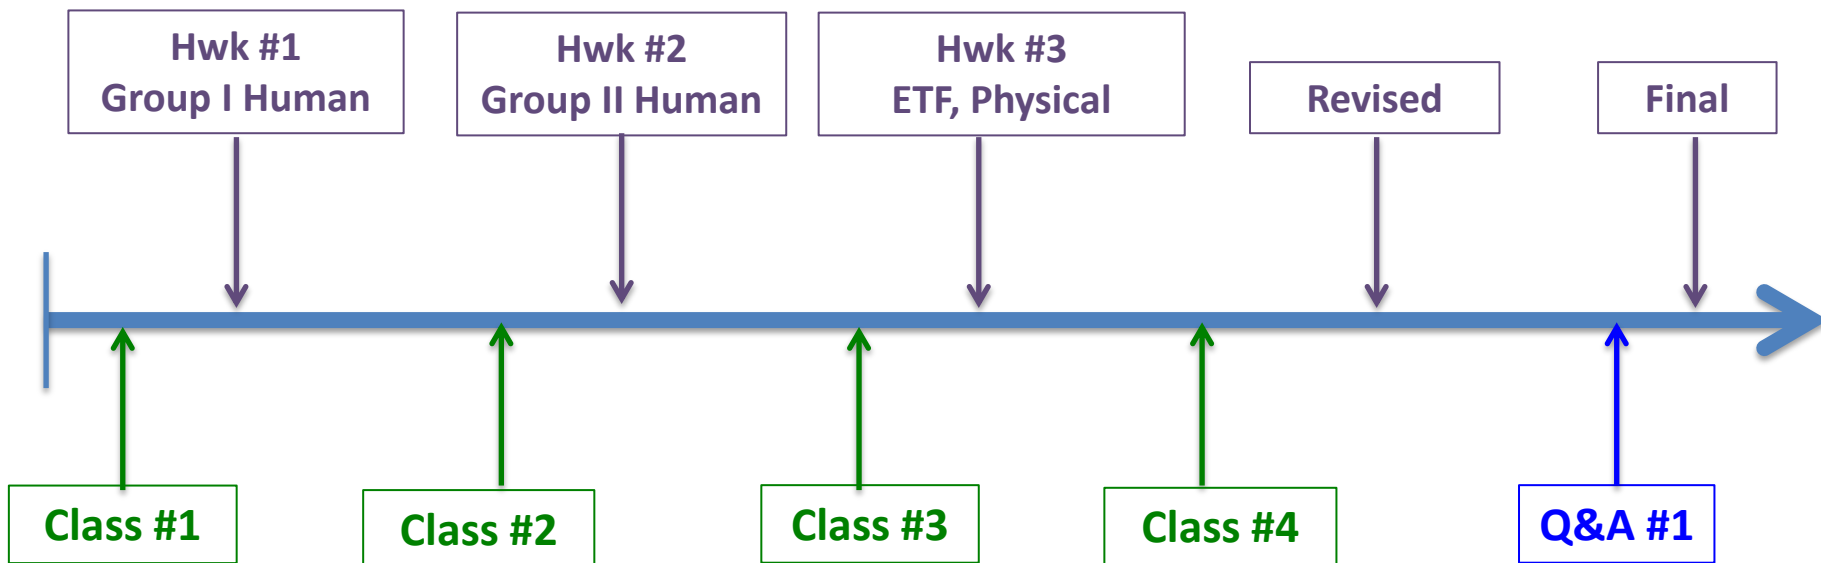 Hwk #1
Group I Human
Hwk #2
Group II Human
Hwk #3
ETF, Physical
Revised
Final
Class #1
Class #2
Class #3
Class #4
Q&A #1